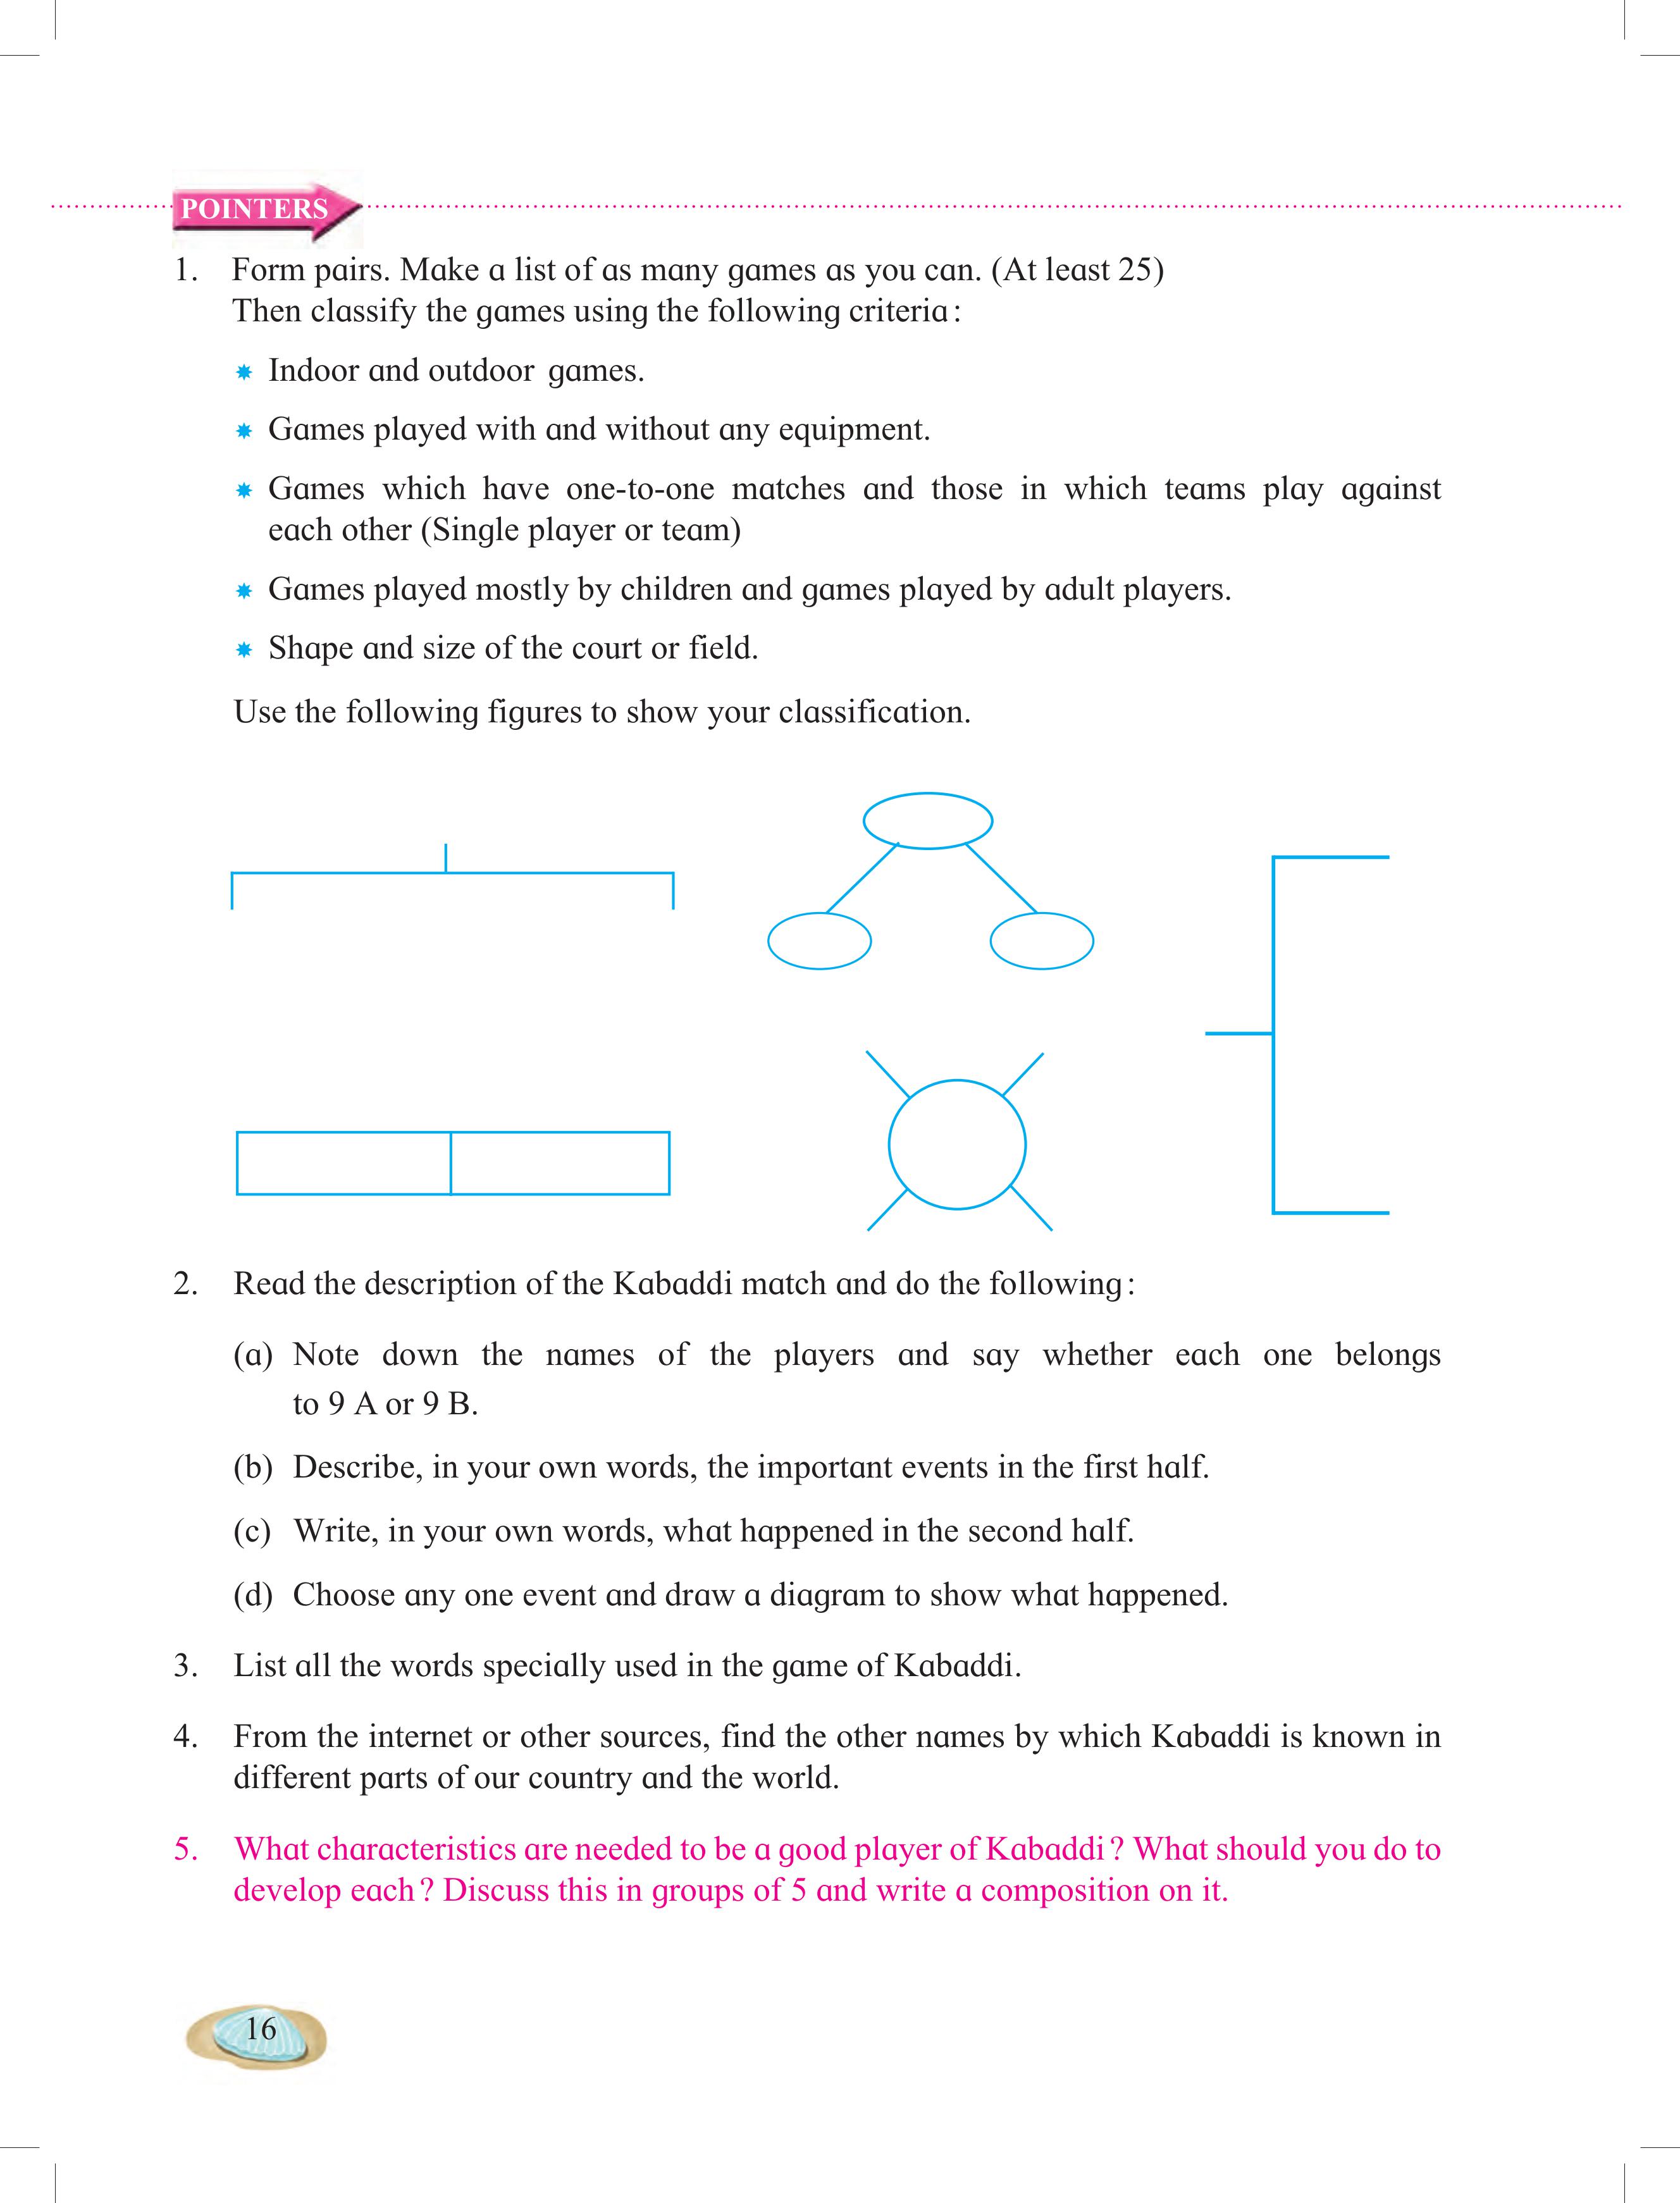 POINTERS
1. Form pairs. Make a list of as many games as you can. (At least 25)
Then classify the games using the following criteria :
Indoor and outdoor games.
Games played with and without any equipment.
Games which have one-to-one matches and those in which teams play against
each other (Single player or team)
Games played mostly by children and games played by adult players.
Shape and size of the court or field.
Use the following figures to show your classification.
2. Read the description of the Kabaddi match and do the following :
(a) Note down the names of the players and say whether each one belongs
to 9 A or 9 B.
(b) Describe, in your own words, the important events in the first half.
(c) Write, in your own words, what happened in the second half.
(d) Choose any one event and draw a diagram to show what happened.
3. List all the words specially used in the game of Kabaddi.
4. From the internet or other sources, find the other names by which Kabaddi is known in
different parts of our country and the world.
5. What characteristics are needed to be a good player of Kabaddi ? What should you do to
develop each ? Discuss this in groups of 5 and write a composition on it.
16